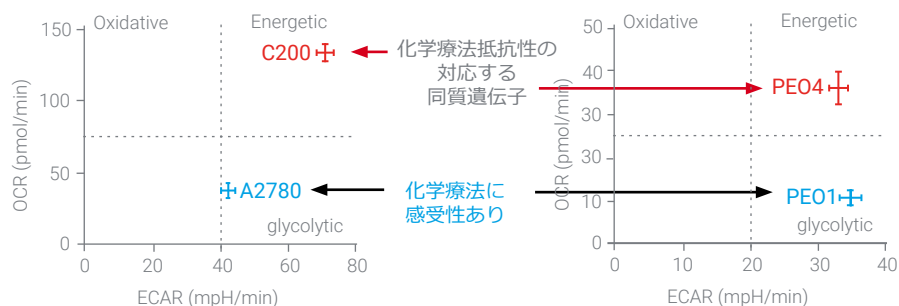 Oxidative
Energetic
150
100
50
0
OCR (pmol/min)
C200
A2780
glycolytic
0
20
40
60
80
ECAR (mpH/min)
化学療法抵抗性の
対応する
同質遺伝子
化学療法に
感受性あり
Oxidative
Energetic
50
40
30
30
20
10
0
OCR (pmol/min)
PEO4
PEO1
glycolytic
0
10
20
30
40
ECAR (mpH/min)